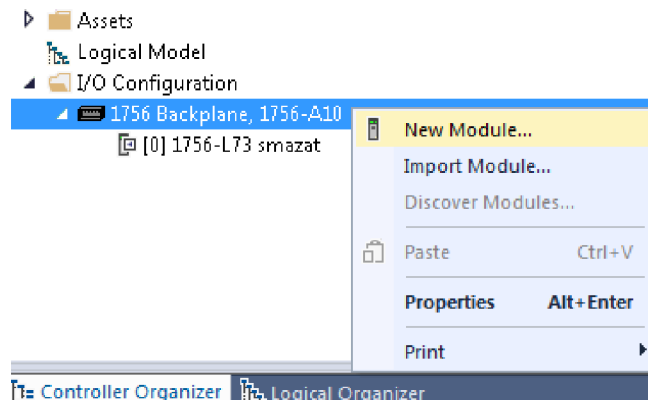 Assets
Logical Model
I/O Configuration
1756 Backplane, 1756-A10
[0] 1756-L73 smazat
New Module...
Import Module...
Discover Modules...
Paste Ctrl+V
Properties Alt+Enter
Print
Controller Organizer Logical Organizer